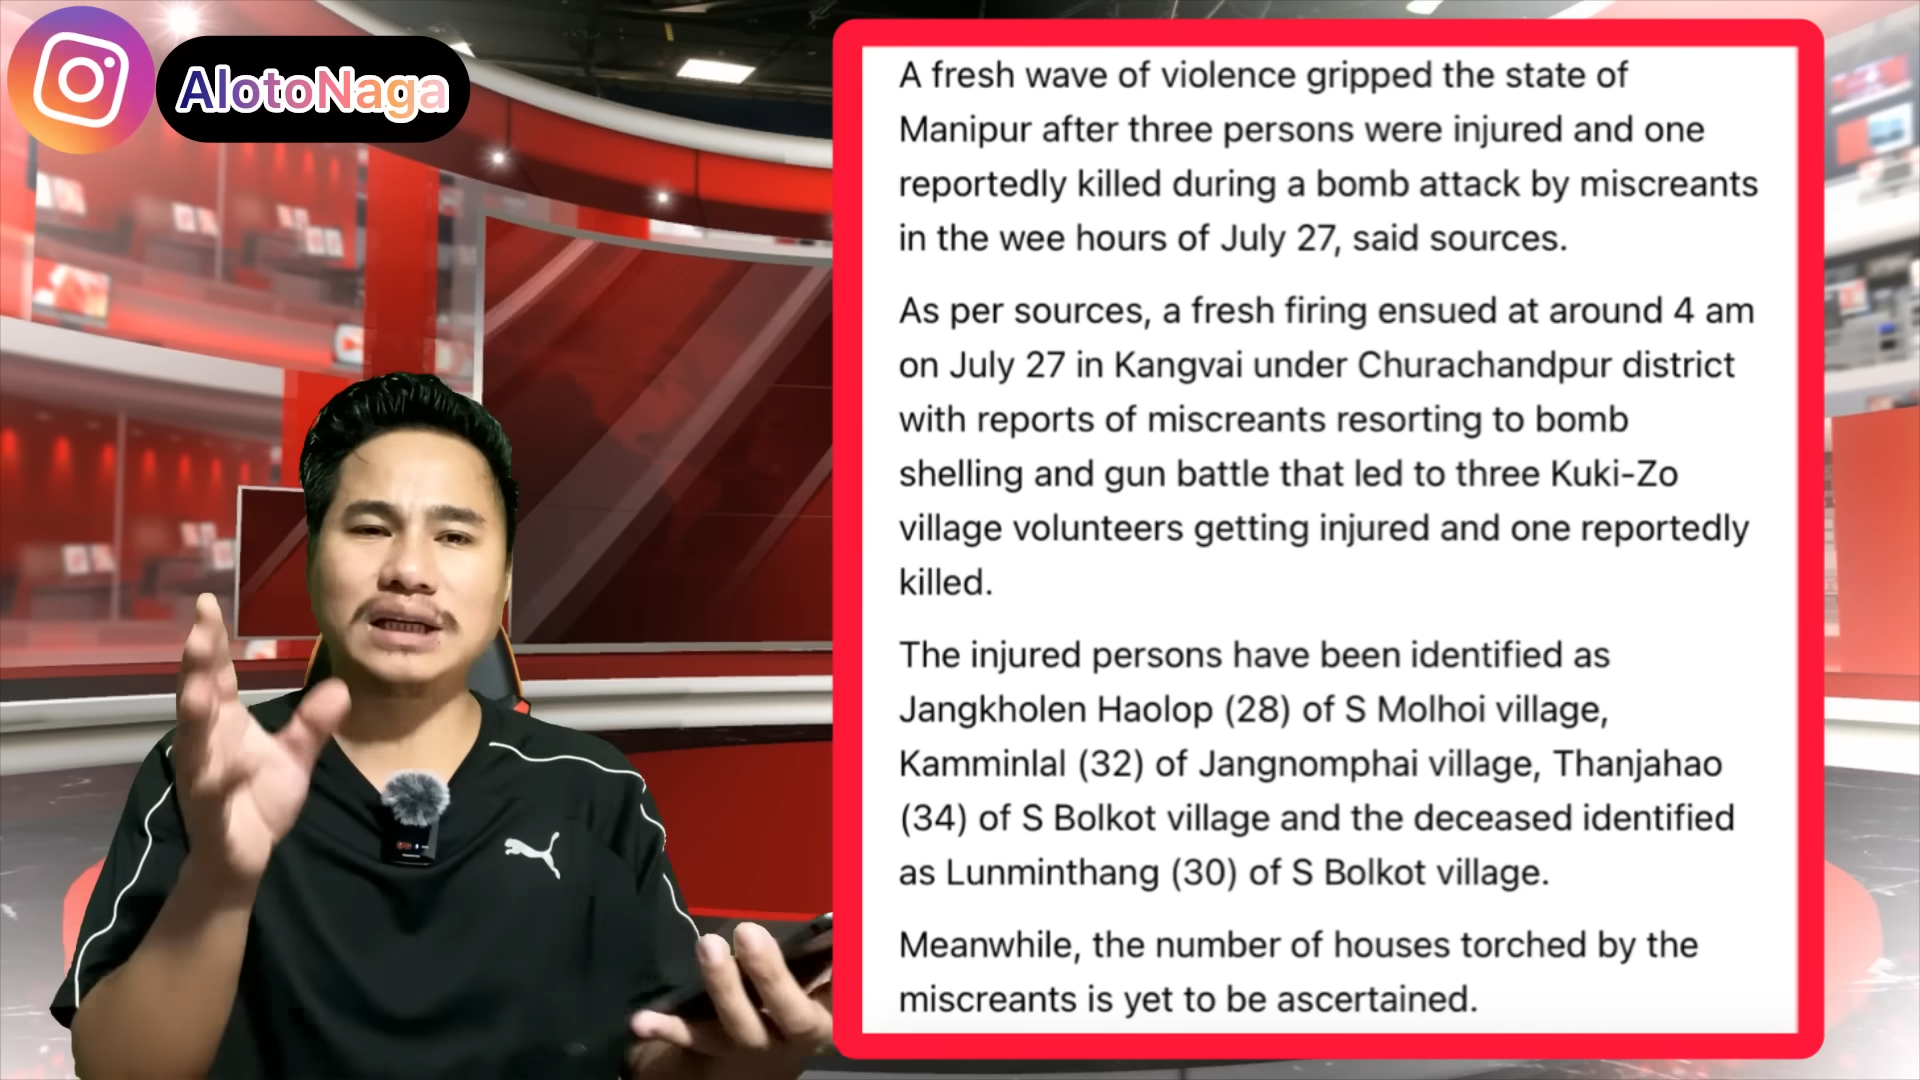 AlotoNaga
A fresh wave of violence gripped the state of
Manipur after three persons were injured and one
reportedly killed during a bomb attack by miscreants
in the wee hours of July 27, said sources.
As per sources, a fresh firing ensued at around 4 am
on July 27 in Kangvai under Churachandpur district
with reports of miscreants resorting to bomb
shelling and gun battle that led to three Kuki-Zo
village volunteers getting injured and one reportedly
killed.
The injured persons have been identified as
Jangkholen Haolop (28) of S Molhoi village,
Kamminlal (32) of Jangnomphai village, Thanjahao
(34) of S Bolkot village and the deceased identified
as Lunminthang (30) of S Bolkot village.
Meanwhile, the number of houses torched by the
miscreants is yet to be ascertained.